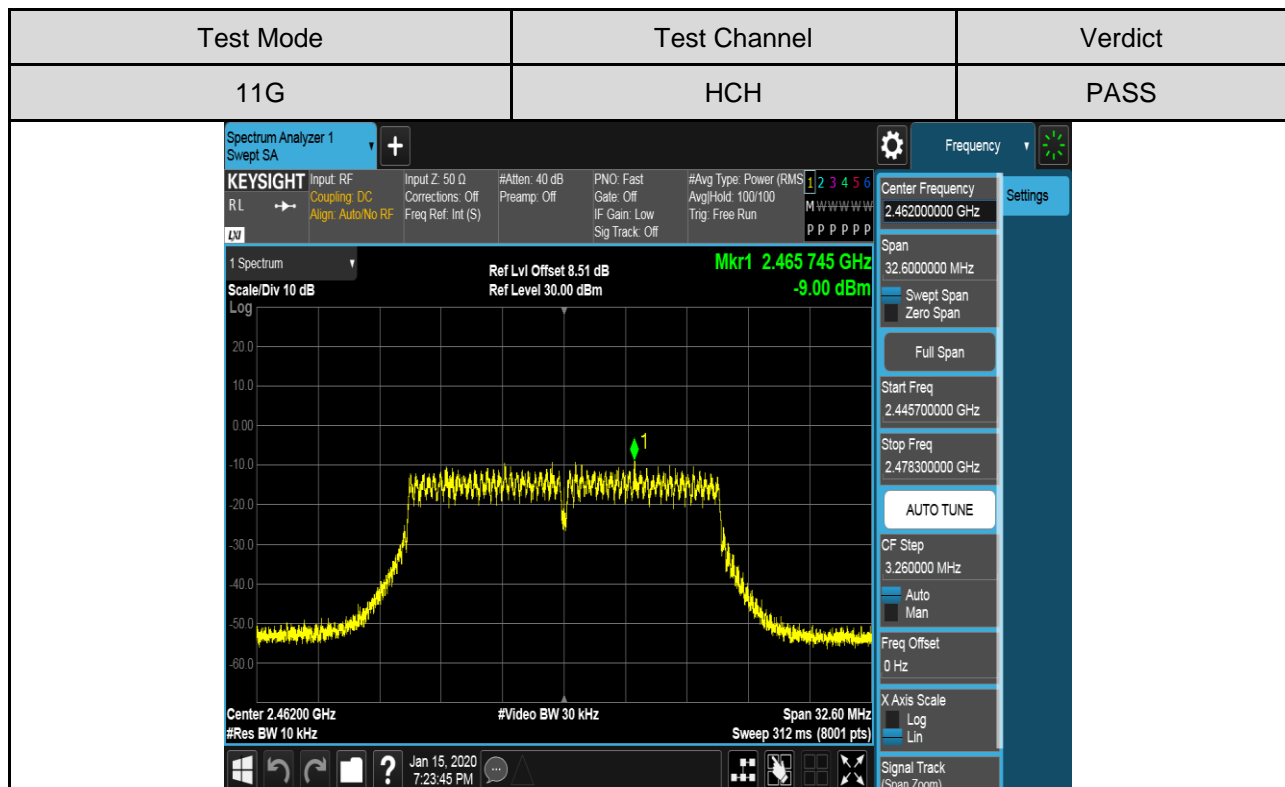 Test Mode Test Channel Verdict
11G HCH PASS
Spectrum Analyzer 1
Swept SA
Frequency
KEYSIGHT
RL
LXI
Input: RF
Coupling: DC
Align: Auto/No RF
Input Z: 50 Ω
Corrections: Off
Freq Ref: Int (S)
#Atten: 40 dB
Preamp: Off
PNO: Fast
Gate: Off
IF Gain: Low
Sig Track: Off
#Avg Type: Power (RMS
Avg|Hold: 100/100
Trig: Free Run
1 2 3 4 5 6
M W W W W W
P P P P P P
1 Spectrum
Scale/Div 10 dB
Ref Lvl Offset 8.51 dB
Ref Level 30.00 dBm
Mkr1 2.465 745 GHz
-9.00 dBm
Log
20.0
10.0
0.00
-10.0
-20.0
-30.0
-40.0
-50.0
-60.0
1
Center 2.46200 GHz
#Res BW 10 kHz
#Video BW 30 kHz
Span 32.60 MHz
Sweep 312 ms (8001 pts)
Jan 15, 2020
7:23:45 PM
Center Frequency
2.462000000 GHz
Settings
Span
32.6000000 MHz
Swept Span
Zero Span
Full Span
Start Freq
2.445700000 GHz
Stop Freq
2.478300000 GHz
AUTO TUNE
CF Step
3.260000 MHz
Auto
Man
Freq Offset
0 Hz
X Axis Scale
Log
Lin
Signal Track
(Span Zoom)